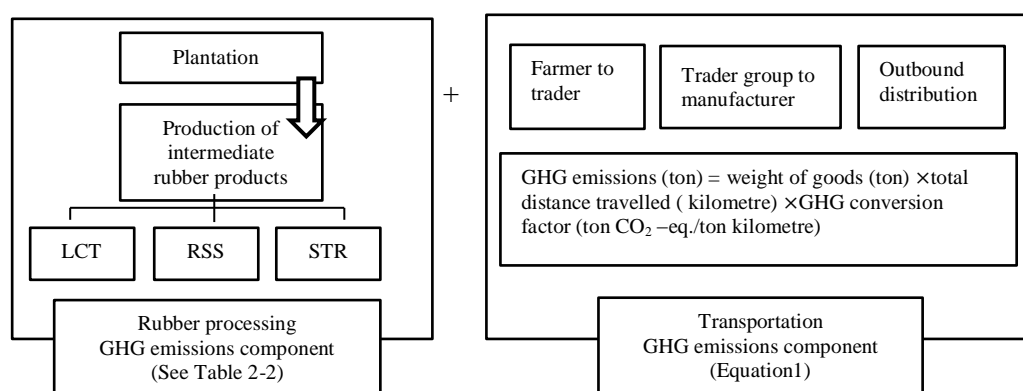 Plantation
Production of
intermediate
rubber products
LCT
RSS
STR
Rubber processing
GHG emissions component
(See Table 2-2)
+
Farmer to
trader
Trader group to
manufacturer
Outbound
distribution
GHG emissions (ton) = weight of goods (ton) ×total
distance travelled ( kilometre) ×GHG conversion
factor (ton CO₂ –eq./ton kilometre)
Transportation
GHG emissions component
(Equation1)